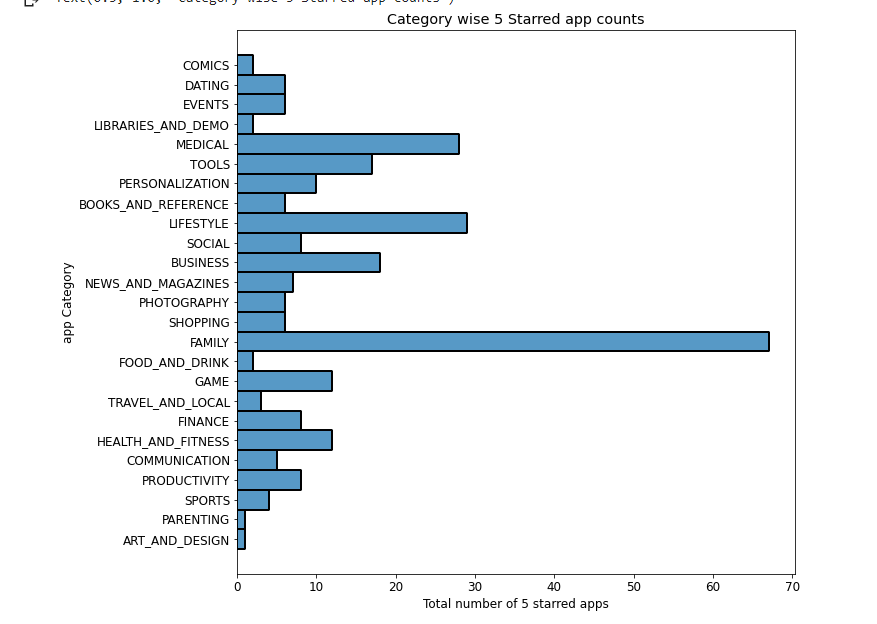 Category wise 5 Starred app counts
COMICS
DATING
EVENTS
LIBRARIES_AND_DEMO
MEDICAL
TOOLS
PERSONALIZATION
BOOKS_AND_REFERENCE
LIFESTYLE
SOCIAL
BUSINESS
NEWS_AND_MAGAZINES
PHOTOGRAPHY
SHOPPING
FAMILY
FOOD_AND_DRINK
GAME
TRAVEL_AND_LOCAL
FINANCE
HEALTH_AND_FITNESS
COMMUNICATION
PRODUCTIVITY
SPORTS
PARENTING
ART_AND_DESIGN
app Category
0 10 20 30 40 50 60 70
Total number of 5 starred apps